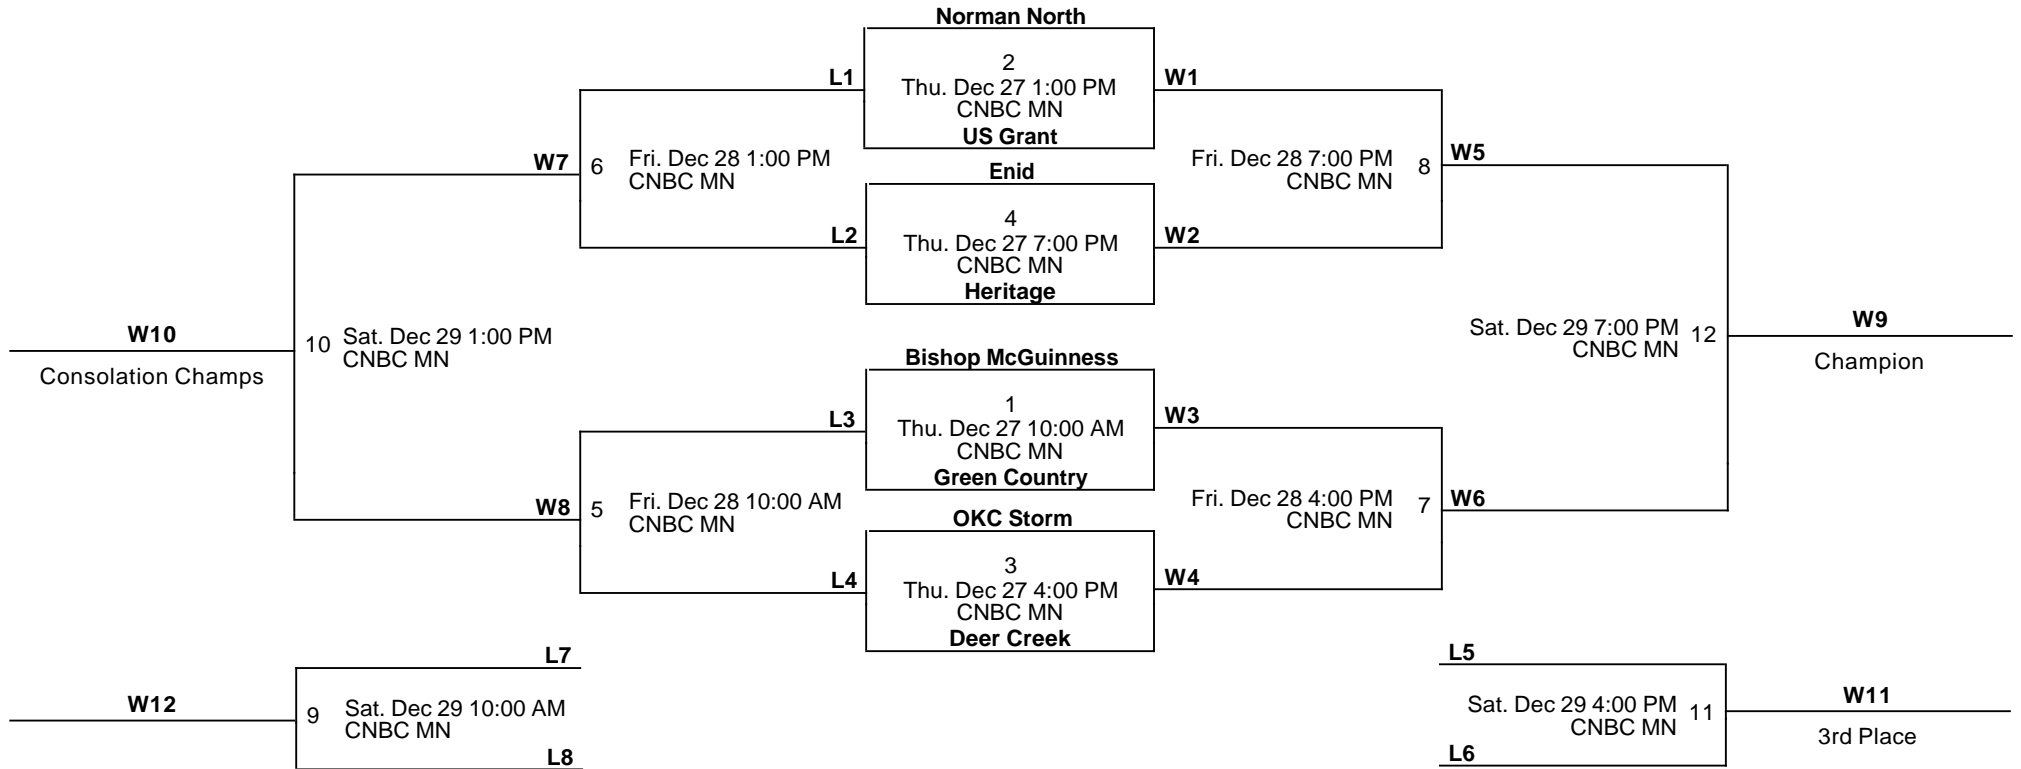 Norman North
L1
2
Thu. Dec 27 1:00 PM
CNBC MN
US Grant
W1
W7
6
Fri. Dec 28 1:00 PM
CNBC MN
Fri. Dec 28 7:00 PM
CNBC MN
8
W5
Enid
L2
4
Thu. Dec 27 7:00 PM
CNBC MN
Heritage
W2
W10
Consolation Champs
10
Sat. Dec 29 1:00 PM
CNBC MN
Sat. Dec 29 7:00 PM
CNBC MN
12
W9
Champion
Bishop McGuinness
L3
1
Thu. Dec 27 10:00 AM
CNBC MN
Green Country
W3
W8
5
Fri. Dec 28 10:00 AM
CNBC MN
Fri. Dec 28 4:00 PM
CNBC MN
7
W6
OKC Storm
L4
3
Thu. Dec 27 4:00 PM
CNBC MN
Deer Creek
W4
L7
W12
9
Sat. Dec 29 10:00 AM
CNBC MN
L8
L5
Sat. Dec 29 4:00 PM
CNBC MN
11
W11
3rd Place
L6